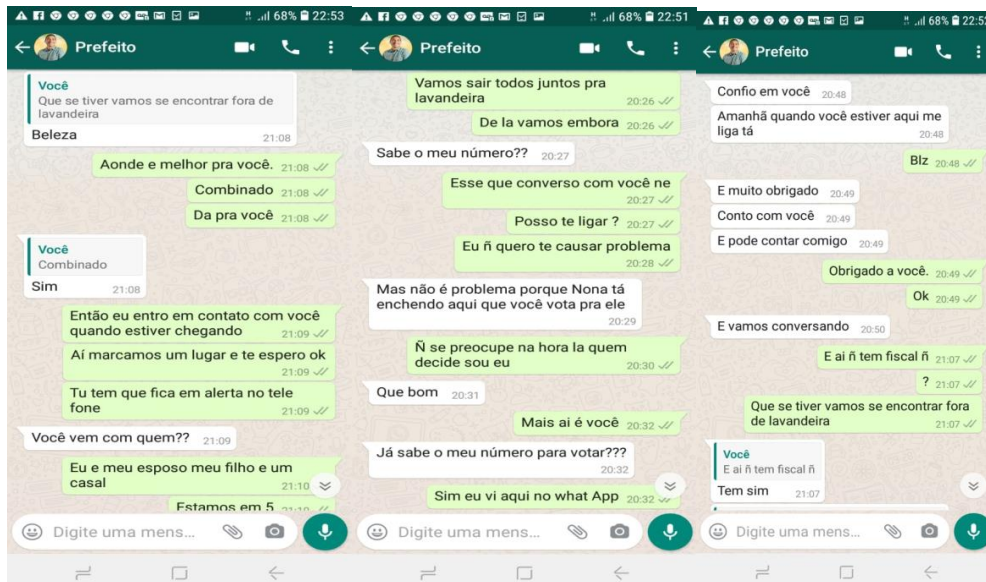 68% 22:53
Prefeito
Você
Que se tiver vamos se encontrar fora de
lavandeira
Beleza 21:08
Aonde e melhor pra você. 21:08
Combinado 21:08
Da pra você 21:08
Você
Combinado
Sim 21:08
Então eu entro em contato com você
quando estiver chegando 21:09
Aí marcamos um lugar e te espero ok
21:09
Tu tem que fica em alerta no tele
fone 21:09
Você vem com quem?? 21:09
Eu e meu esposo meu filho e um
casal 21:10
Estamos em 5 21:10
Digite uma mens...
68% 22:51
Prefeito
Vamos sair todos juntos pra
lavandeira 20:26
De la vamos embora 20:26
Sabe o meu número?? 20:27
Esse que converso com você ne
20:27
Posso te ligar ? 20:27
Eu ñ quero te causar problema
20:28
Mas não é problema porque Nona tá
enchendo aqui que você vota pra ele
20:29
Ñ se preocupe na hora la quem
decide sou eu 20:30
Que bom 20:31
Mais ai é você 20:32
Já sabe o meu número para votar???
20:32
Sim eu vi aqui no what App 20:32
Digite uma mens...
68% 22:52
Prefeito
Confio em você 20:48
Amanhã quando você estiver aqui me
liga tá 20:48
Blz 20:48
E muito obrigado 20:49
Conto com você 20:49
E pode contar comigo 20:49
Obrigado a você. 20:49
Ok 20:49
E vamos conversando 20:50
E ai ñ tem fiscal ñ 21:07
? 21:07
Que se tiver vamos se encontrar fora
de lavandeira 21:07
Você
E ai ñ tem fiscal ñ
Tem sim 21:07
Digite uma mens...